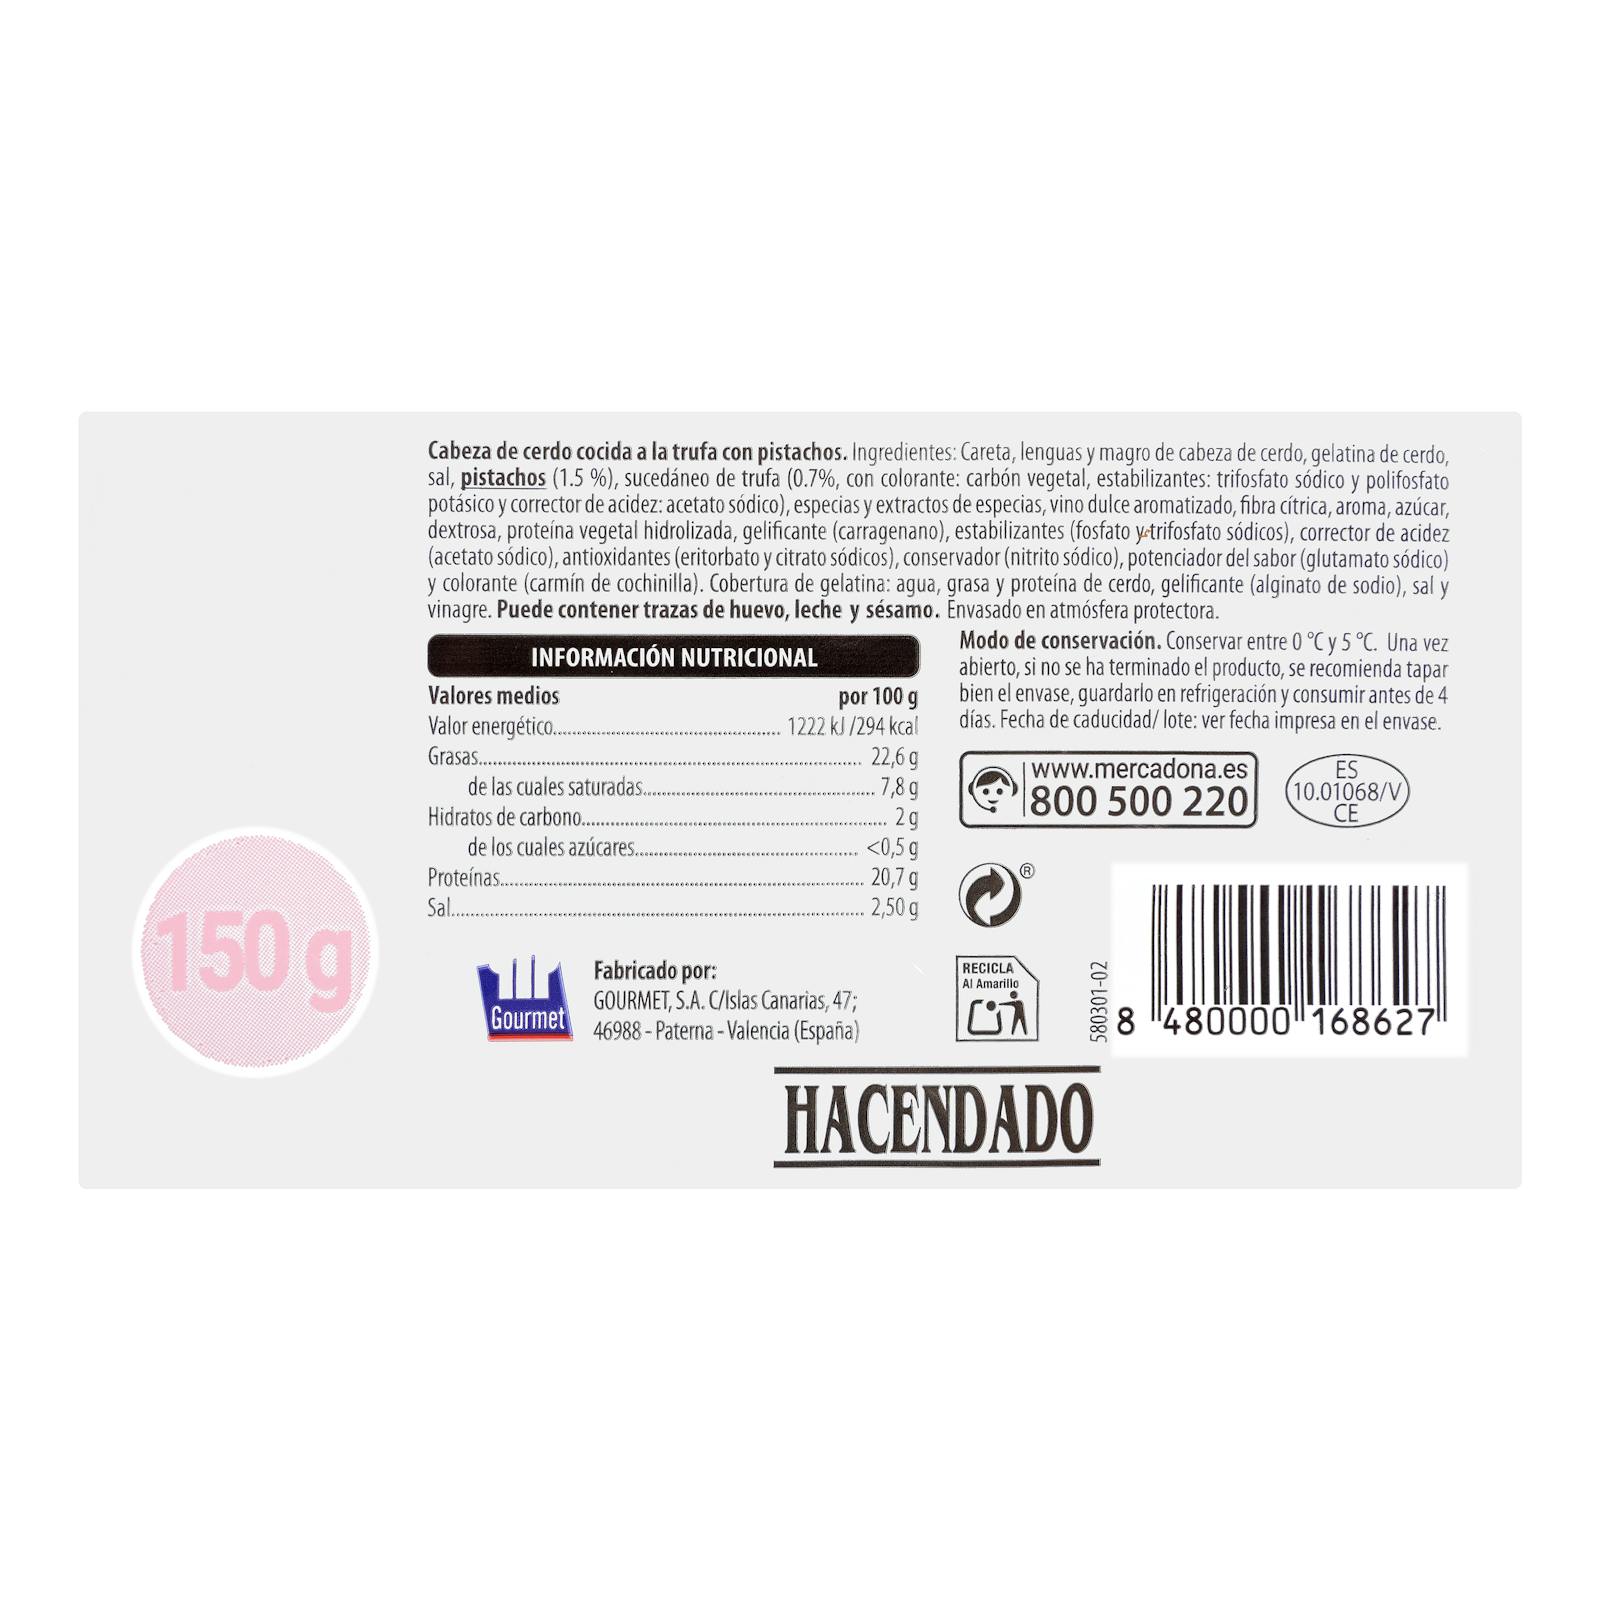 Cabeza de cerdo cocida a la trufa con pistachos. Ingredientes: Careta, lenguas y magro de cabeza de cerdo, gelatina de cerdo,
sal, pistachos (1.5 %), sucedáneo de trufa (0.7%, con colorante: carbón vegetal, estabilizantes: trifosfato sódico y polifosfato
potásico y corrector de acidez: acetato sódico), especias y extractos de especias, vino dulce aromatizado, fibra cítrica, aroma, azúcar,
dextrosa, proteína vegetal hidrolizada, gelificante (carragenano), estabilizantes (fosfato y trifosfato sódicos), corrector de acidez
(acetato sódico), antioxidantes (eritorbato y citrato sódicos), conservador (nitrito sódico), potenciador del sabor (glutamato sódico)
y colorante (carmín de cochinilla). Cobertura de gelatina: agua, grasa y proteína de cerdo, gelificante (alginato de sodio), sal y
vinagre. Puede contener trazas de huevo, leche y sésamo. Envasado en atmósfera protectora.
INFORMACIÓN NUTRICIONAL
Valores medios por 100 g
Valor energético 1222 kJ /294 kcal
Grasas 22,6 g
de las cuales saturadas 7,8 g
Hidratos de carbono 2 g
de los cuales azúcares <0,5 g
Proteínas 20,7 g
Sal 2,50 g
Modo de conservación. Conservar entre 0 °C y 5 °C. Una vez
abierto, si no se ha terminado el producto, se recomienda tapar
bien el envase, guardarlo en refrigeración y consumir antes de 4
días. Fecha de caducidad/ lote: ver fecha impresa en el envase.
www.mercadona.es
800 500 220
ES
10.01068/V
CE
®
150 g
Gourmet
Fabricado por:
GOURMET, S.A. C/Islas Canarias, 47;
46988 - Paterna - Valencia (España)
RECICLA
Al Amarillo
580301-02
8 480000 168627
HACENDADO